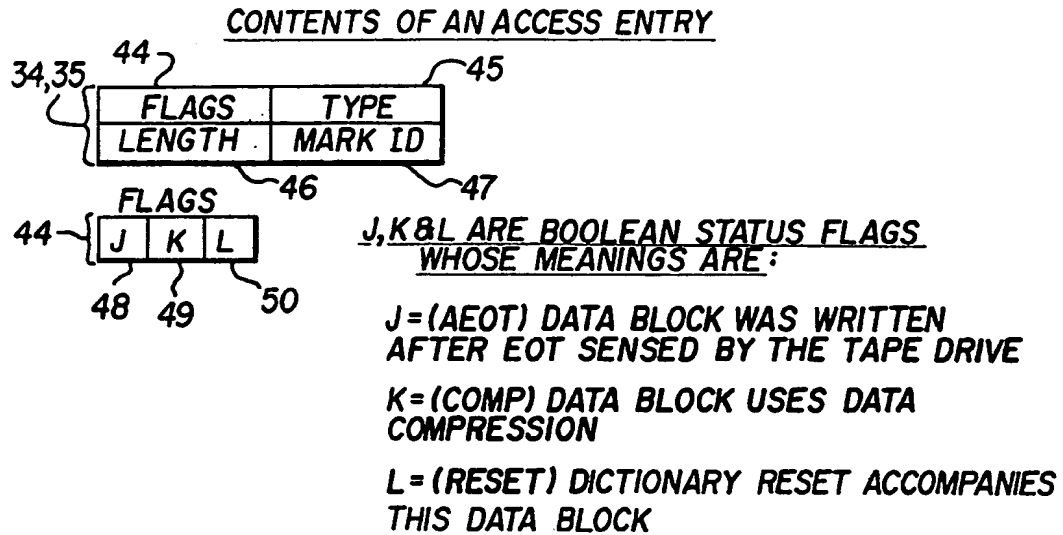 CONTENTS OF AN ACCESS ENTRY
44 45
34,35
FLAGS TYPE
LENGTH MARK ID
46 47
FLAGS
44 J K L
48 49 50
J,K&L ARE BOOLEAN STATUS FLAGS
WHOSE MEANINGS ARE:
J=(AEOT) DATA BLOCK WAS WRITTEN
AFTER EOT SENSED BY THE TAPE DRIVE
K=(COMP) DATA BLOCK USES DATA
COMPRESSION
L=(RESET) DICTIONARY RESET ACCOMPANIES
THIS DATA BLOCK